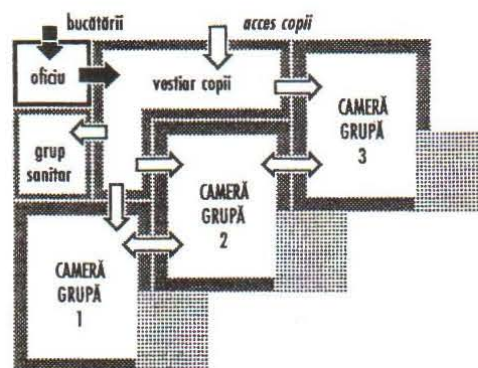 bucătării
acces copii
oficiu
vestiar copii
CAMERĂ
GRUPĂ
3
grup
sanitar
CAMERĂ
GRUPĂ
2
CAMERĂ
GRUPĂ
1